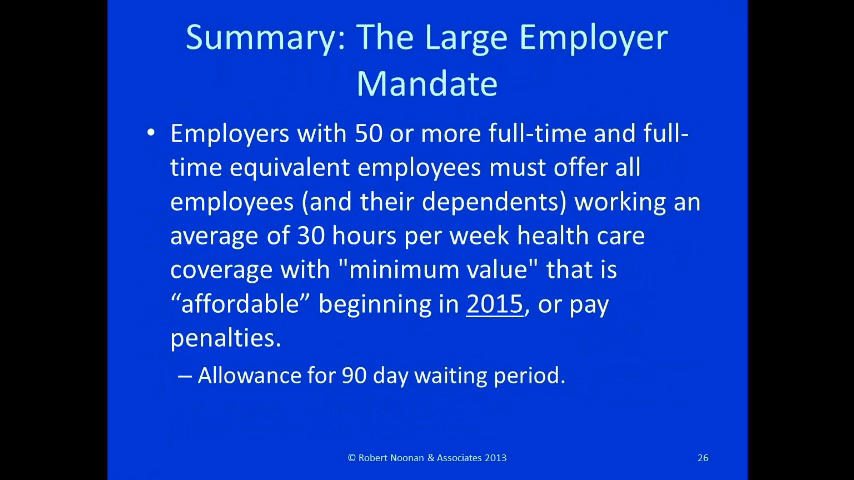 Summary: The Large Employer
Mandate
• Employers with 50 or more full-time and full-
time equivalent employees must offer all
employees (and their dependents) working an
average of 30 hours per week health care
coverage with "minimum value" that is
“affordable” beginning in 2015, or pay
penalties.
– Allowance for 90 day waiting period.
© Robert Noonan & Associates 2013
26